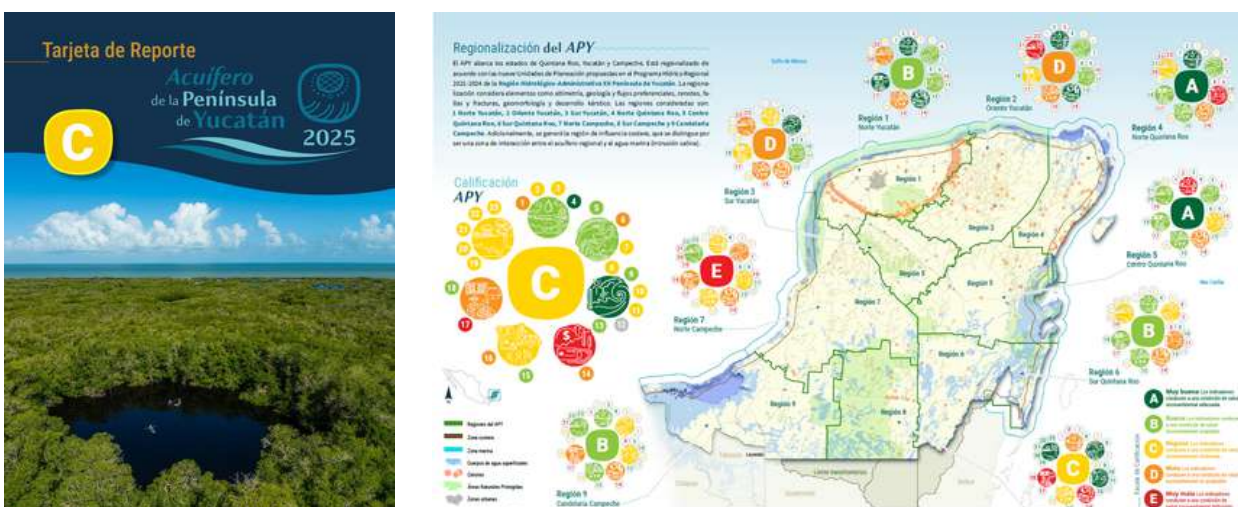 Tarjeta de Reporte
Acuífero
de la Península
de Yucatán
2025
C
Regionalización del APY
El APY abarca los estados de Quintana Roo, Yucatán y Campeche. Está regionalizado de
acuerdo con las nueve Unidades de Planeación propuestas en el Programa Hídrico Regional
2021-2024 de la Región Hidrológico-Administrativa XII Península de Yucatán. La regiona-
lización considera elementos como altimetría, geología y flujos preferenciales, cenotes, fa-
llas y fracturas, geomorfología y desarrollo kárstico. Las regiones consideradas son:
1 Norte Yucatán, 2 Oriente Yucatán, 3 Sur Yucatán, 4 Norte Quintana Roo, 5 Centro
Quintana Roo, 6 Sur Quintana Roo, 7 Norte Campeche, 8 Sur Campeche y 9 Candelaria
Campeche. Adicionalmente, se generó la región de influencia costera, que se distingue por
ser una zona de interacción entre el acuífero regional y el agua marina (intrusión salina).
Calificación
APY
C
Golfo de México
B
Región 1
Norte Yucatán
D
Región 2
Oriente Yucatán
A
Región 4
Norte Quintana Roo
D
Región 3
Sur Yucatán
A
Región 5
Centro Quintana Roo
Mar Caribe
E
Región 7
Norte Campeche
B
Región 6
Sur Quintana Roo
B
Región 9
Candelaria Campeche
C
Región 1
Región 2
Región 4
Región 3
Región 5
Región 7
Región 6
Región 9
Región 8
Regiones del APY
Zona costera
Zona marina
Cuerpos de agua superficiales
Cenotes
Áreas Naturales Protegidas
Zonas urbanas
A Muy buena
B Buena
C Regular
D Mala
E Muy mala